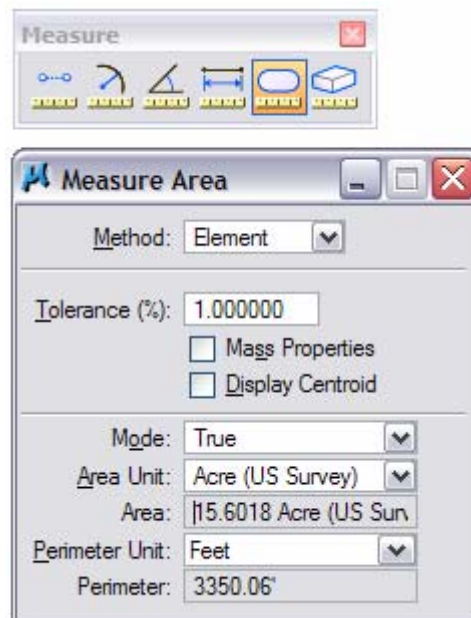 Measure
Measure Area
Method: Element
Tolerance (%): 1.000000
Mass Properties
Display Centroid
Mode: True
Area Unit: Acre (US Survey)
Area: 15.6018 Acre (US
Perimeter Unit: Feet
Perimeter: 3350.06'